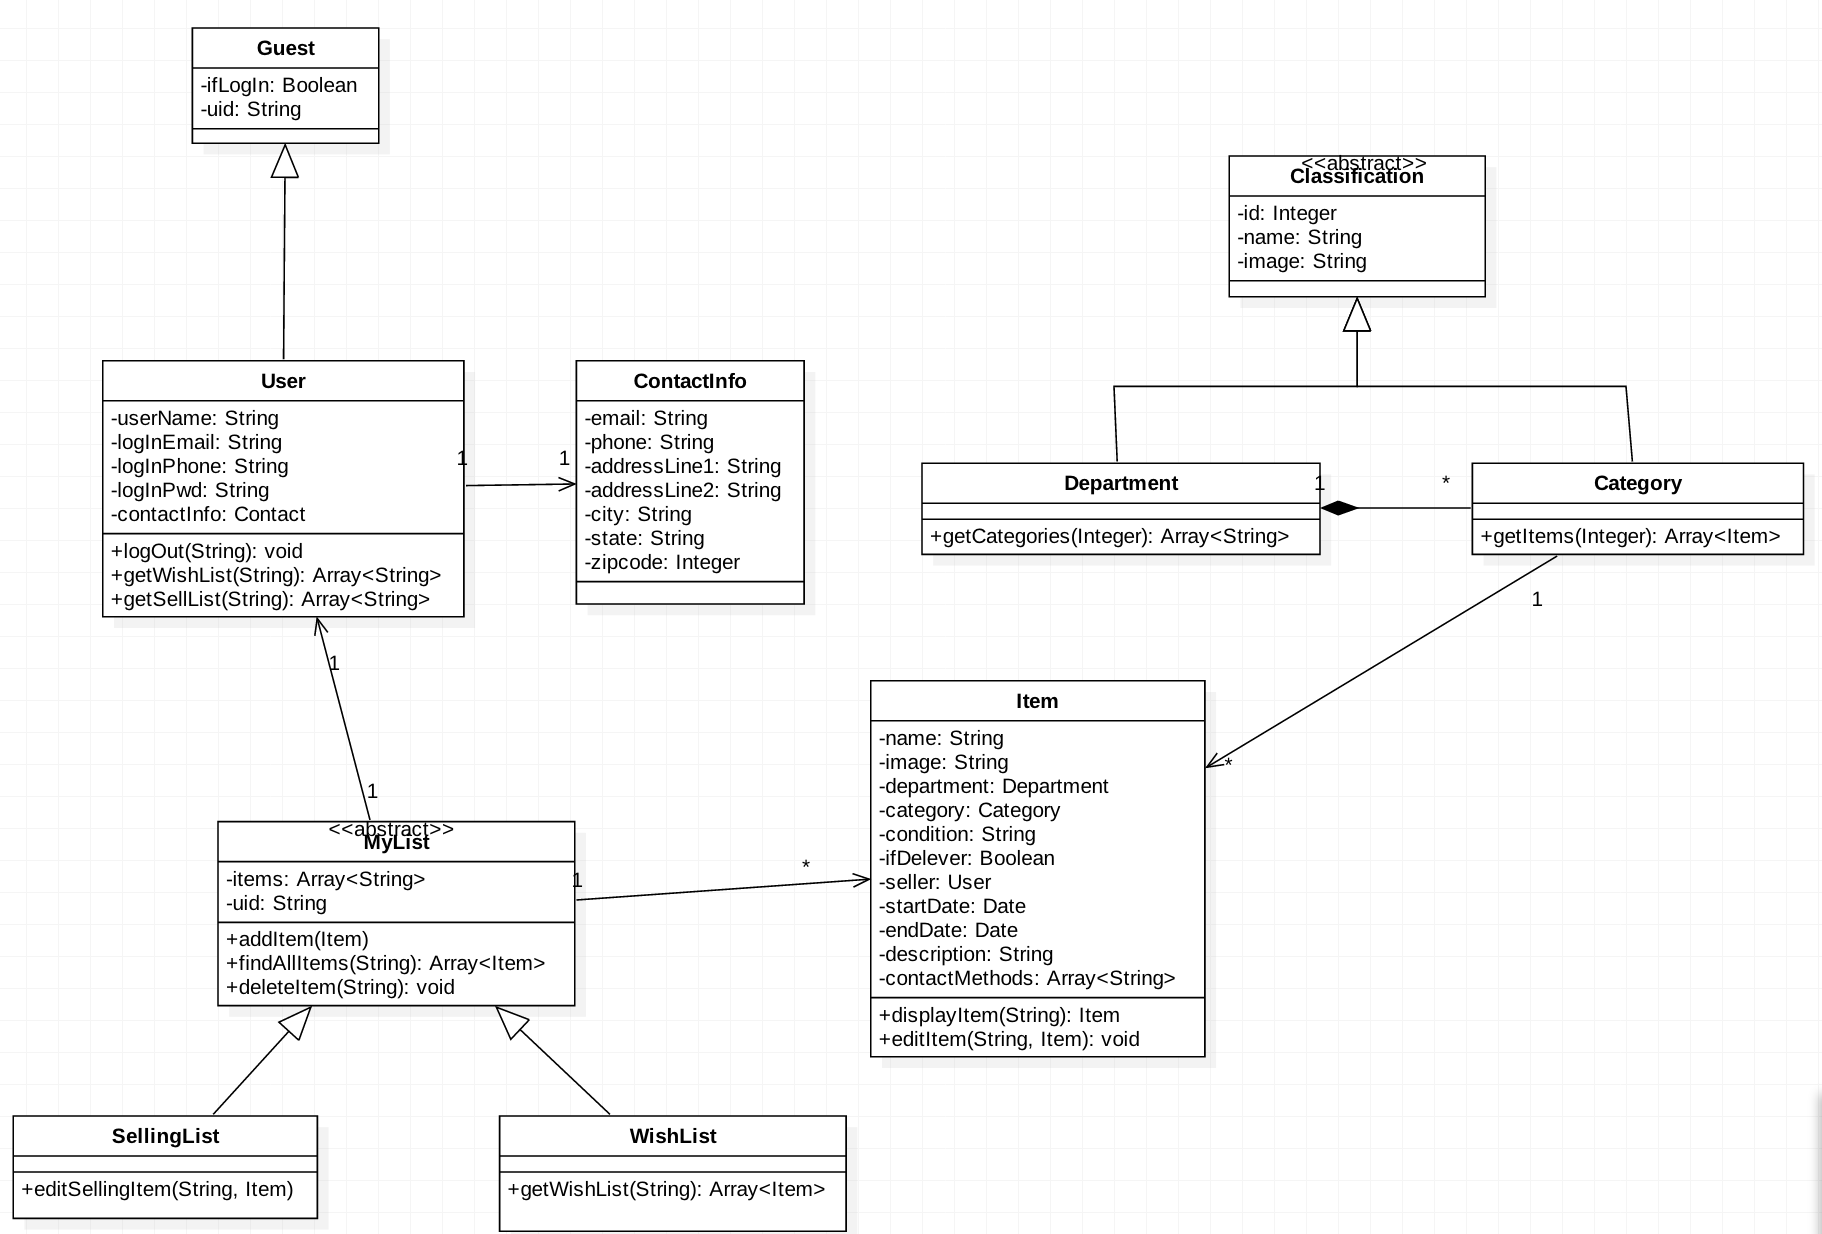 Guest
-ifLogIn: Boolean
-uid: String
<<abstract>>
Classification
-id: Integer
-name: String
-image: String
User
-userName: String
-logInEmail: String
-logInPhone: String
-logInPwd: String
-contactInfo: Contact
+logOut(String): void
+getWishList(String): Array<String>
+getSellList(String): Array<String>
1
1
ContactInfo
-email: String
-phone: String
-addressLine1: String
-addressLine2: String
-city: String
-state: String
-zipcode: Integer
Department
+getCategories(Integer): Array<String>
1
*
Category
+getItems(Integer): Array<Item>
1
*
1
1
<<abstract>>
MyList
-items: Array<String>
-uid: String
+addItem(Item)
+findAllItems(String): Array<Item>
+deleteItem(String): void
1
*
Item
-name: String
-image: String
-department: Department
-category: Category
-condition: String
-ifDelever: Boolean
-seller: User
-startDate: Date
-endDate: Date
-description: String
-contactMethods: Array<String>
+displayItem(String): Item
+editItem(String, Item): void
SellingList
+editSellingItem(String, Item)
WishList
+getWishList(String): Array<Item>